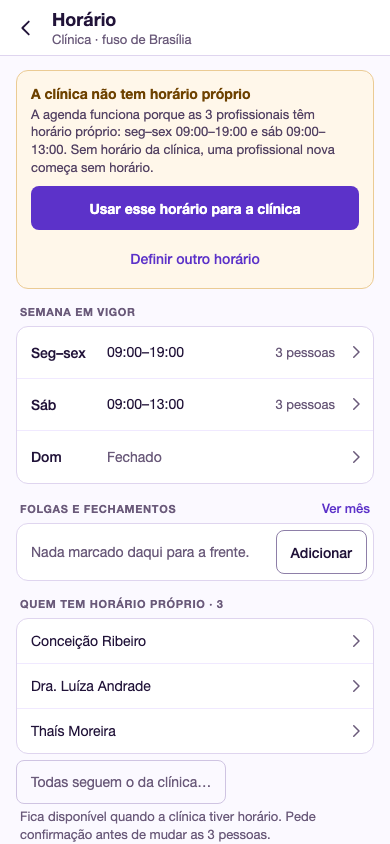 Horário
Clínica · fuso de Brasília
A clínica não tem horário próprio
A agenda funciona porque as 3 profissionais têm
horário próprio: seg–sex 09:00–19:00 e sáb 09:00–
13:00. Sem horário da clínica, uma profissional nova
começa sem horário.
Usar esse horário para a clínica
Definir outro horário
SEMANA EM VIGOR
Seg–sex 09:00–19:00 3 pessoas
Sáb 09:00–13:00 3 pessoas
Dom Fechado
FOLGAS E FECHAMENTOS Ver mês
Nada marcado daqui para a frente. Adicionar
QUEM TEM HORÁRIO PRÓPRIO · 3
Conceição Ribeiro
Dra. Luíza Andrade
Thaís Moreira
Todas seguem o da clínica…
Fica disponível quando a clínica tiver horário. Pede
confirmação antes de mudar as 3 pessoas.